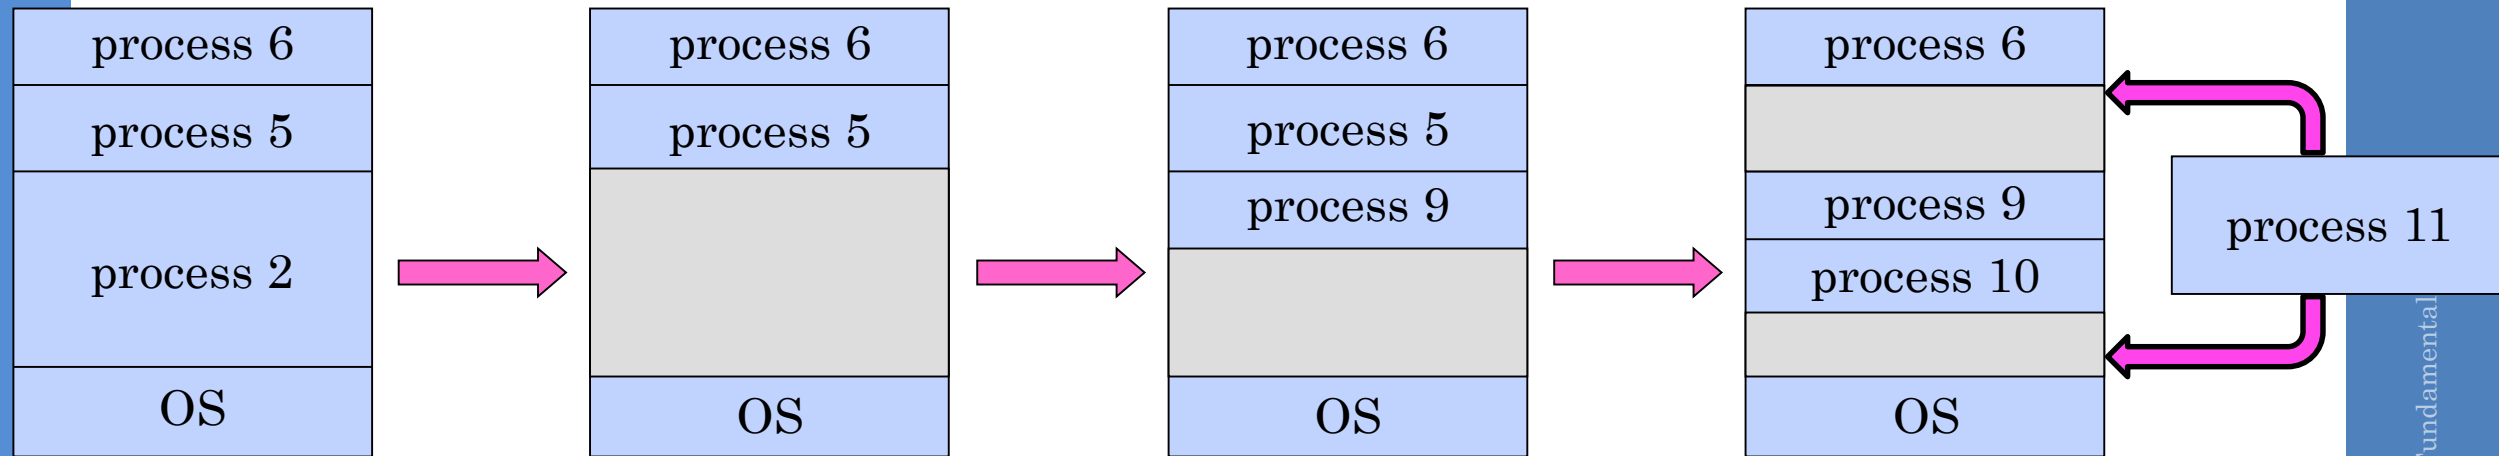 process 6
process 5
process 2
OS
process 6
process 5
OS
process 6
process 5
process 9
OS
process 6
process 9
process 10
OS
process 11
undamental